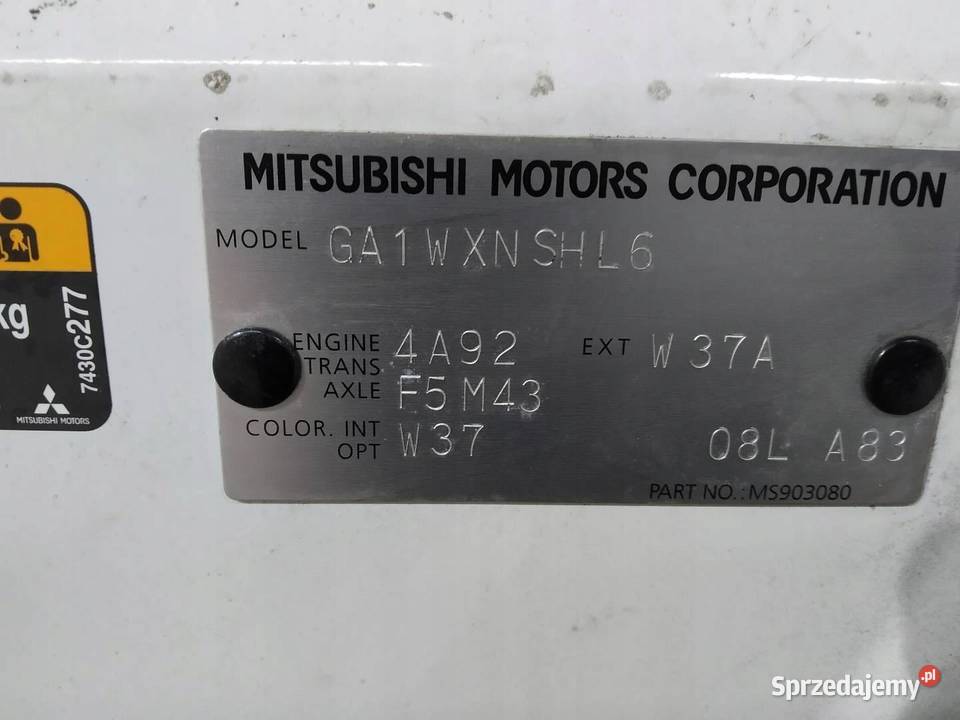 MITSUBISHI MOTORS CORPORATION
MODEL GA1WXNSHL6
ENGINE 4A92 EXT W37A
TRANS
AXLE F5M43
COLOR. INT W37 08L A83
OPT
PART NO.: MS903080
kg
7430C277
MITSUBISHI MOTORS
Sprzedajemy.pl